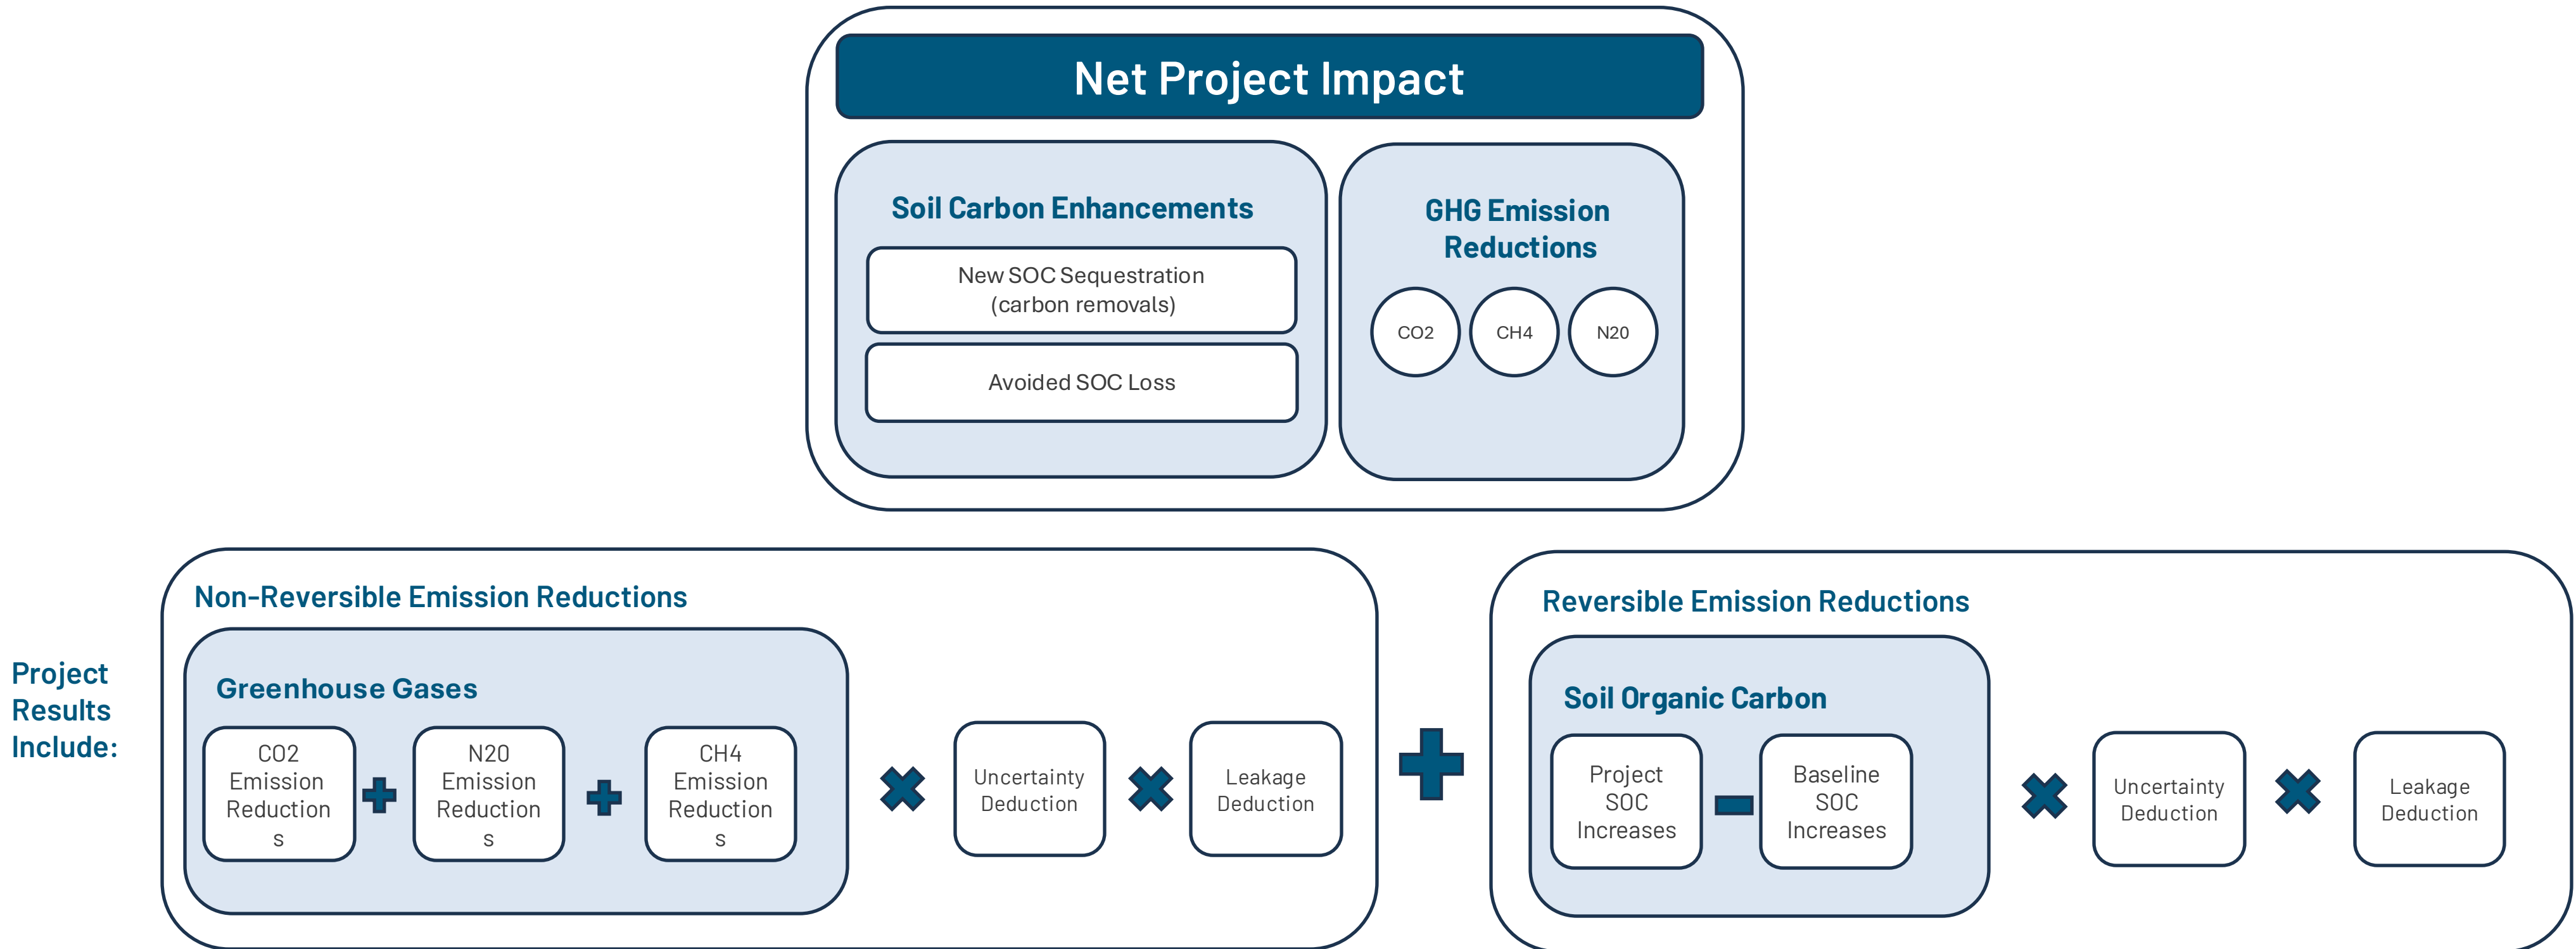 Net Project Impact
Soil Carbon Enhancements
New SOC Sequestration
(carbon removals)
Avoided SOC Loss
GHG Emission
Reductions
CO2
CH4
N20
Project
Results
Include:
Non-Reversible Emission Reductions
Greenhouse Gases
CO2
Emission
Reduction
s
N20
Emission
Reduction
s
CH4
Emission
Reduction
s
Uncertainty
Deduction
Leakage
Deduction
Reversible Emission Reductions
Soil Organic Carbon
Project
SOC
Increases
Baseline
SOC
Increases
Uncertainty
Deduction
Leakage
Deduction